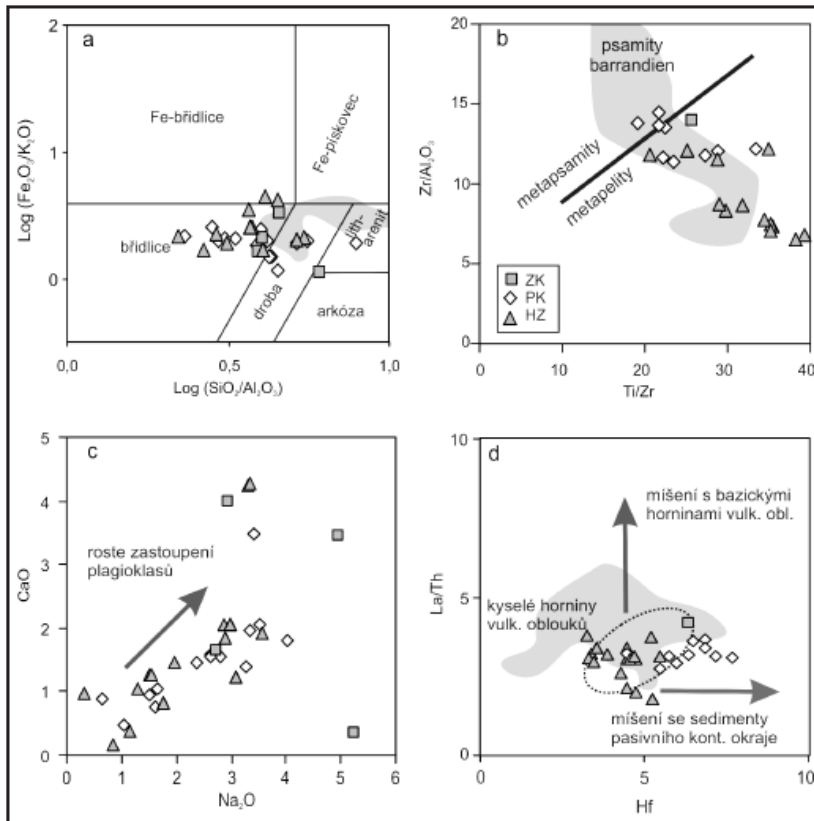 a
2
1
0
Log (Fe₂O₃/K₂O)
Fe-břidlice
Fe-pískovec
břidlice
droba
lith-
arenit
arkóza
0,0
0,5
1,0
Log (SiO₂/Al₂O₃)
b
20
15
10
5
0
Zr/Al₂O₃
psamity
barrandien
metapsamity
metapelity
ZK
PK
HZ
0
10
20
30
40
Ti/Zr
c
5
4
3
2
1
0
CaO
roste zastoupení
plagioklasů
0
1
2
3
4
5
6
Na₂O
d
10
5
0
La/Th
míšení s bazickými
horninami vulk. obl.
kyselé horniny
vulk. oblouků
míšení se sedimenty
pasivního kont. okraje
0
5
10
Hf